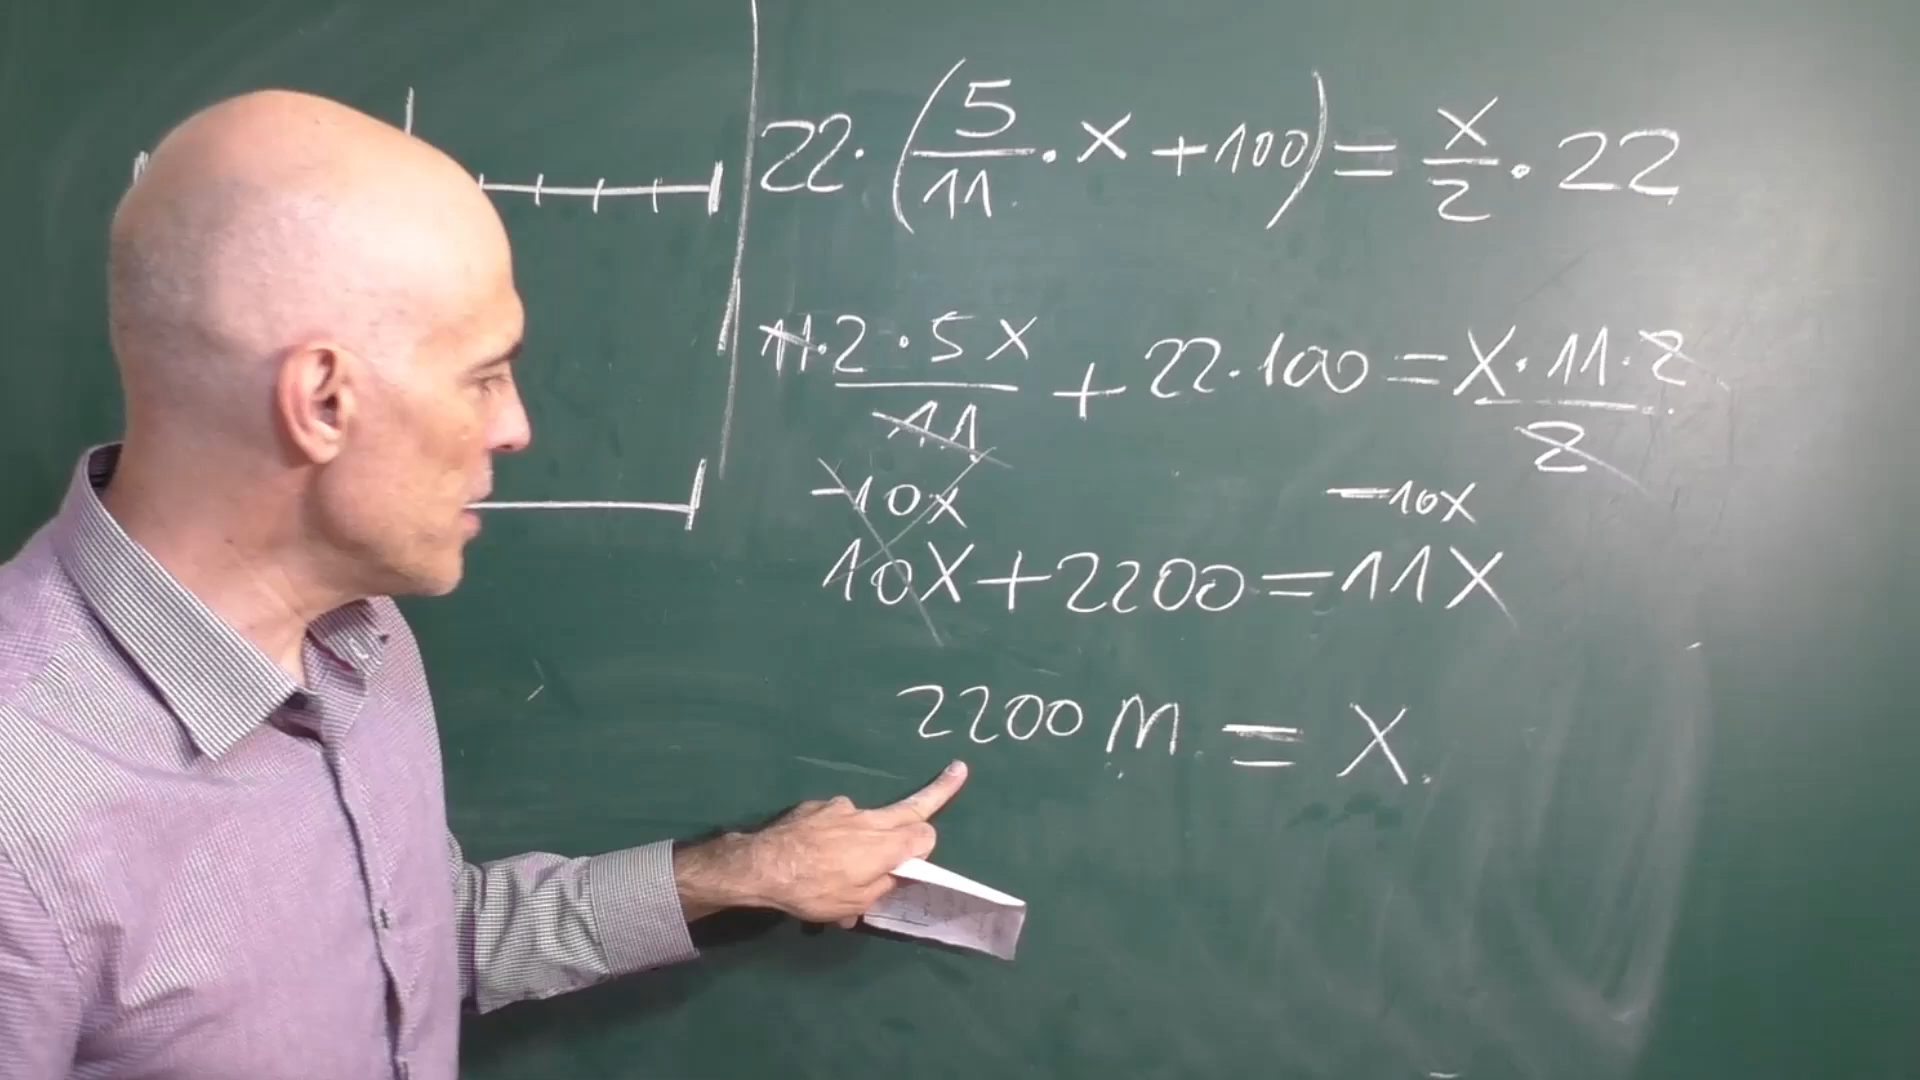 22·(5/11·x+100)=x/2·22
11·2·5x/11+22·100=x·11·2/2
-10x -10x
10x+2200=11x
2200m=x